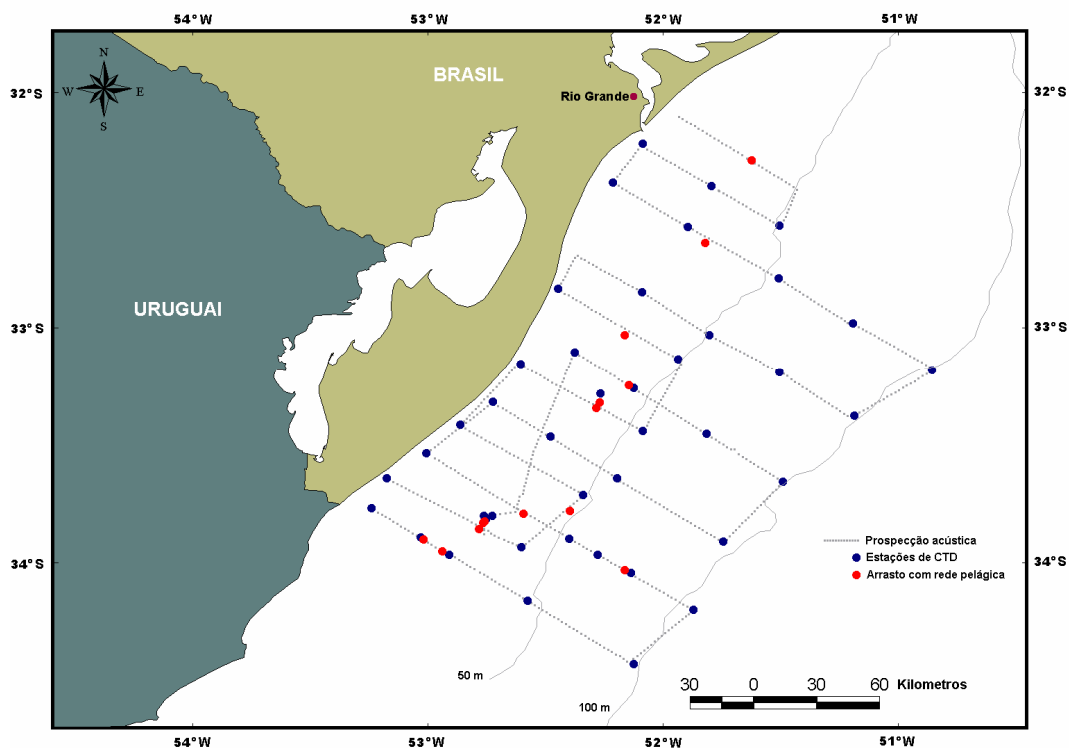 54°W 53°W 52°W 51°W
N
W E
S
BRASIL
32°S 32°S
Rio Grande
URUGUAI
33°S 33°S
Prospecção acústica
Estações de CTD
Arrasto com rede pelágica
34°S 34°S
50 m
100 m
30 0 30 60 Kilometros
54°W 53°W 52°W 51°W